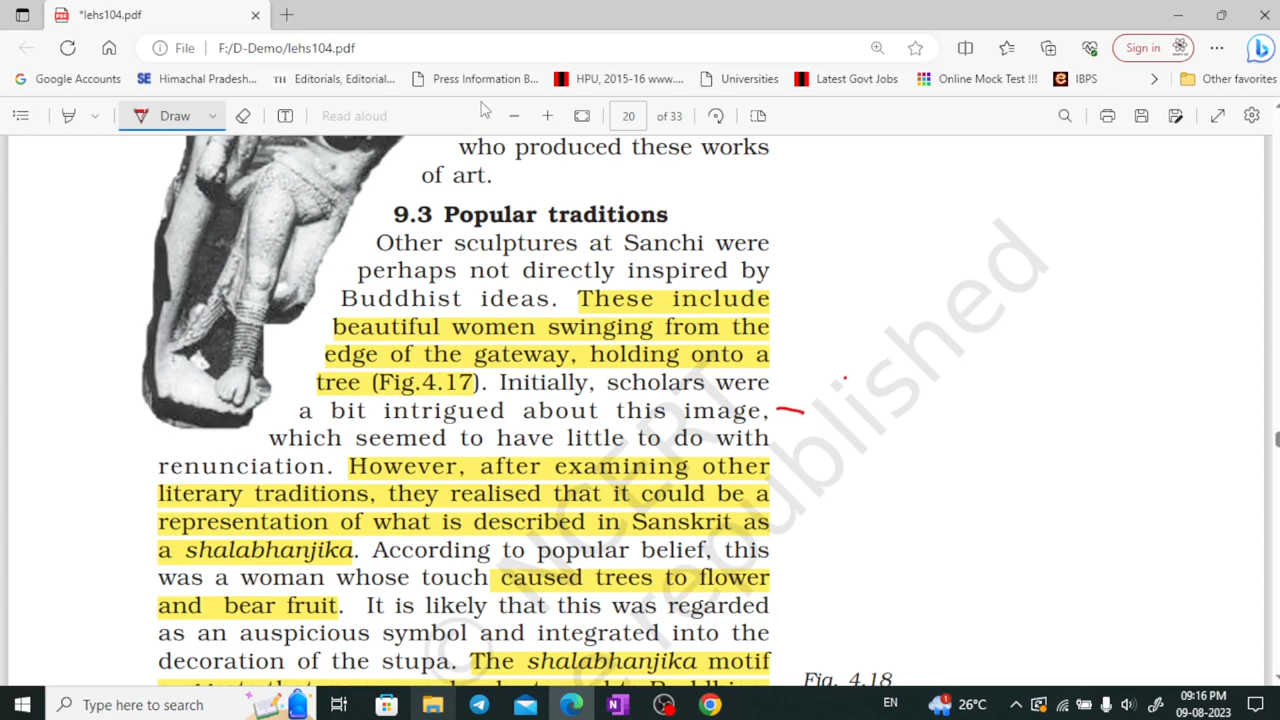 *lehs104.pdf
File F:/D-Demo/lehs104.pdf Sign in
Google Accounts SE Himachal Pradesh... TH Editorials, Editorial... Press Information B... HPU, 2015-16 www.... Universities Latest Govt Jobs Online Mock Test !!! IBPS Other favorites
Draw Read aloud 20 of 33
who produced these works
of art.
9.3 Popular traditions
Other sculptures at Sanchi were
perhaps not directly inspired by
Buddhist ideas. These include
beautiful women swinging from the
edge of the gateway, holding onto a
tree (Fig.4.17). Initially, scholars were
a bit intrigued about this image,
which seemed to have little to do with
renunciation. However, after examining other
literary traditions, they realised that it could be a
representation of what is described in Sanskrit as
a shalabhanjika. According to popular belief, this
was a woman whose touch caused trees to flower
and bear fruit. It is likely that this was regarded
as an auspicious symbol and integrated into the
decoration of the stupa. The shalabhanjika motif
Fig. 4.18
© NCERT
republished
Type here to search
EN
1
26°C
09:16 PM
09-08-2023